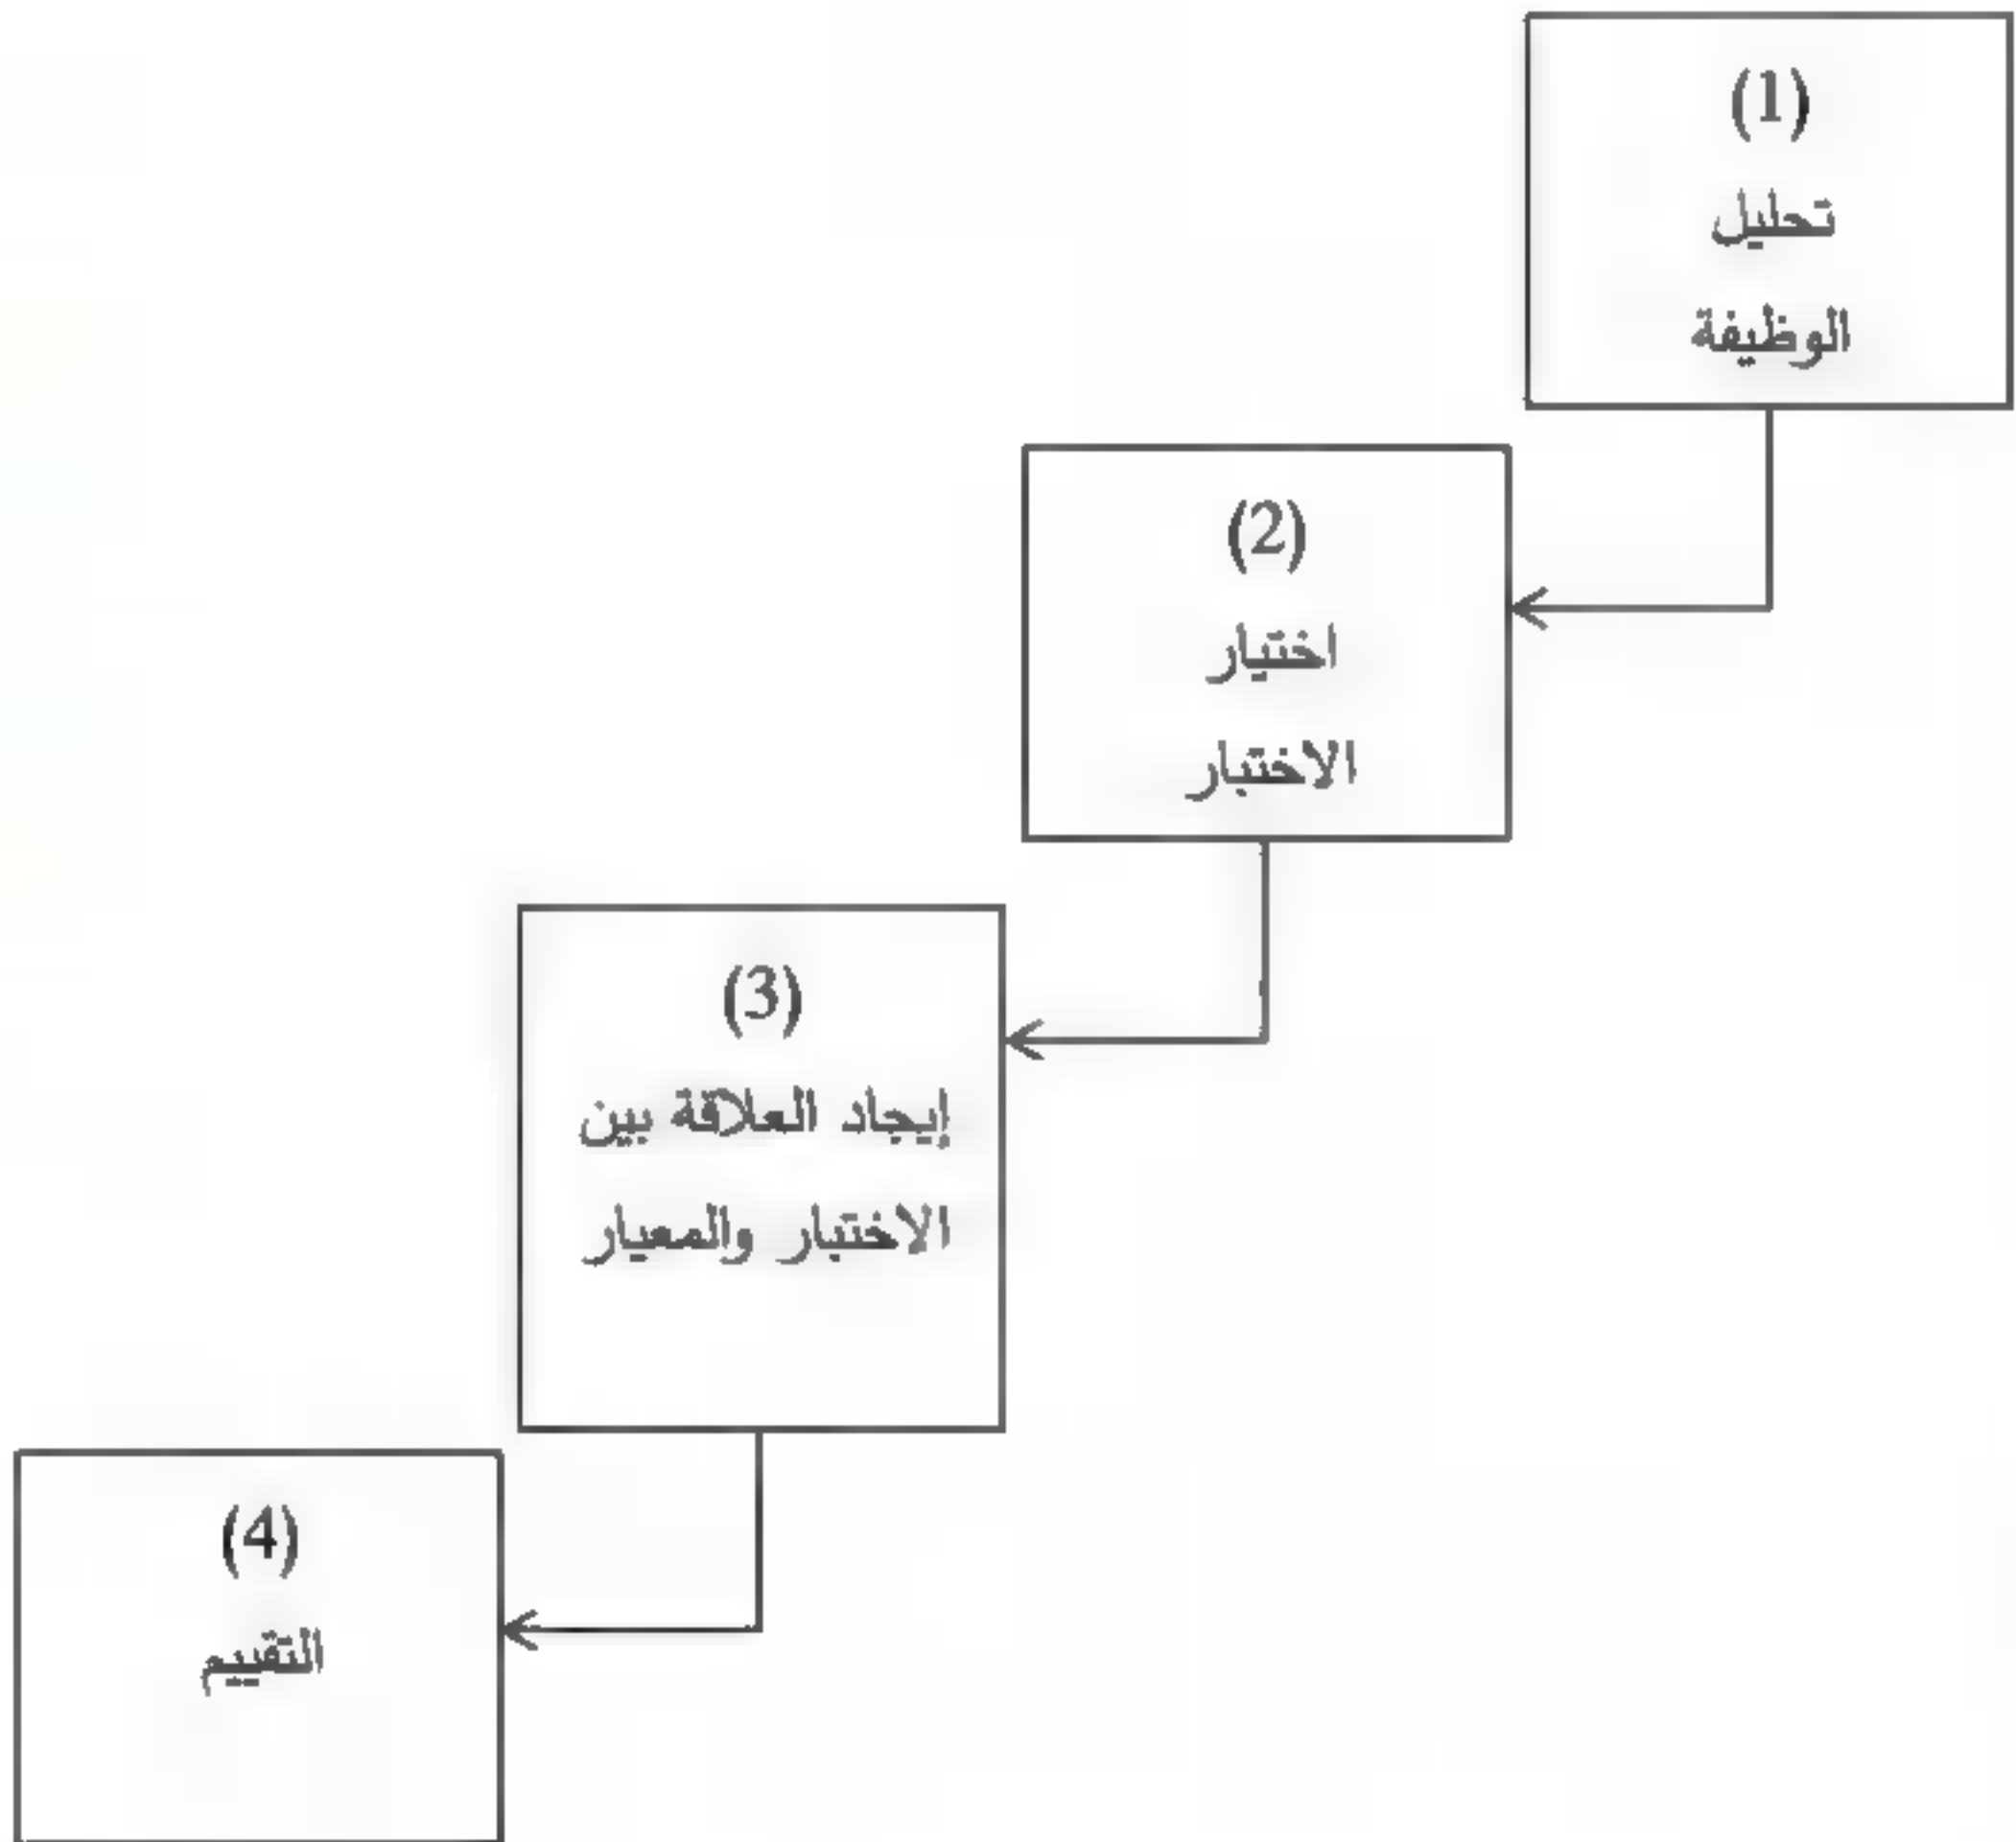 (1)
تحليل
الوظيفة
(2)
اختيار
الاختبار
(3)
إيجاد العلاقة بين
الاختبار والمعيار
(4)
التقييم